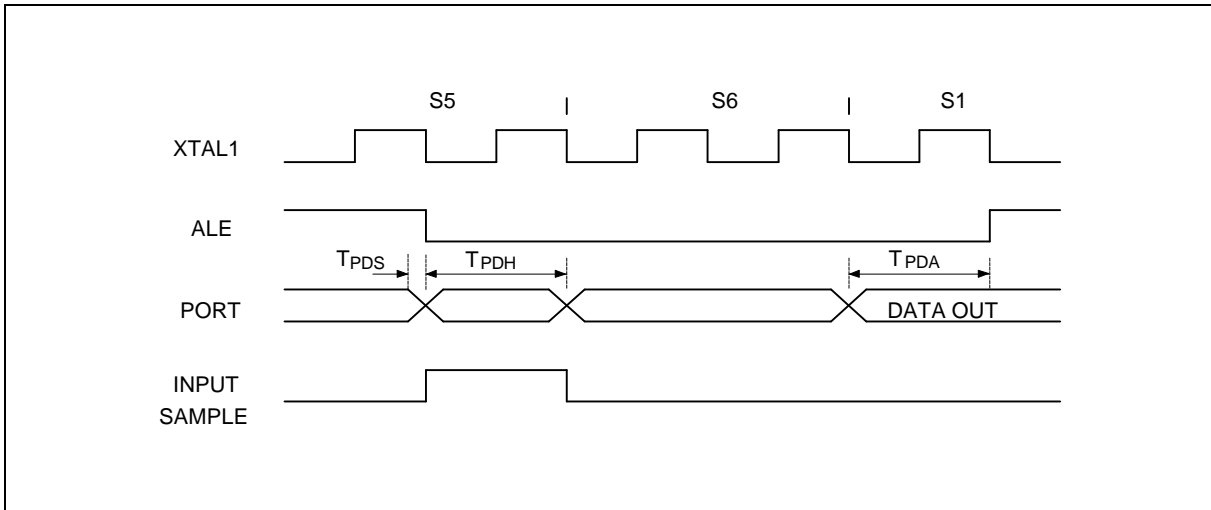 S5 S6 S1
XTAL1
ALE
TPDS TPDH TPDA
PORT DATA OUT
INPUT
SAMPLE